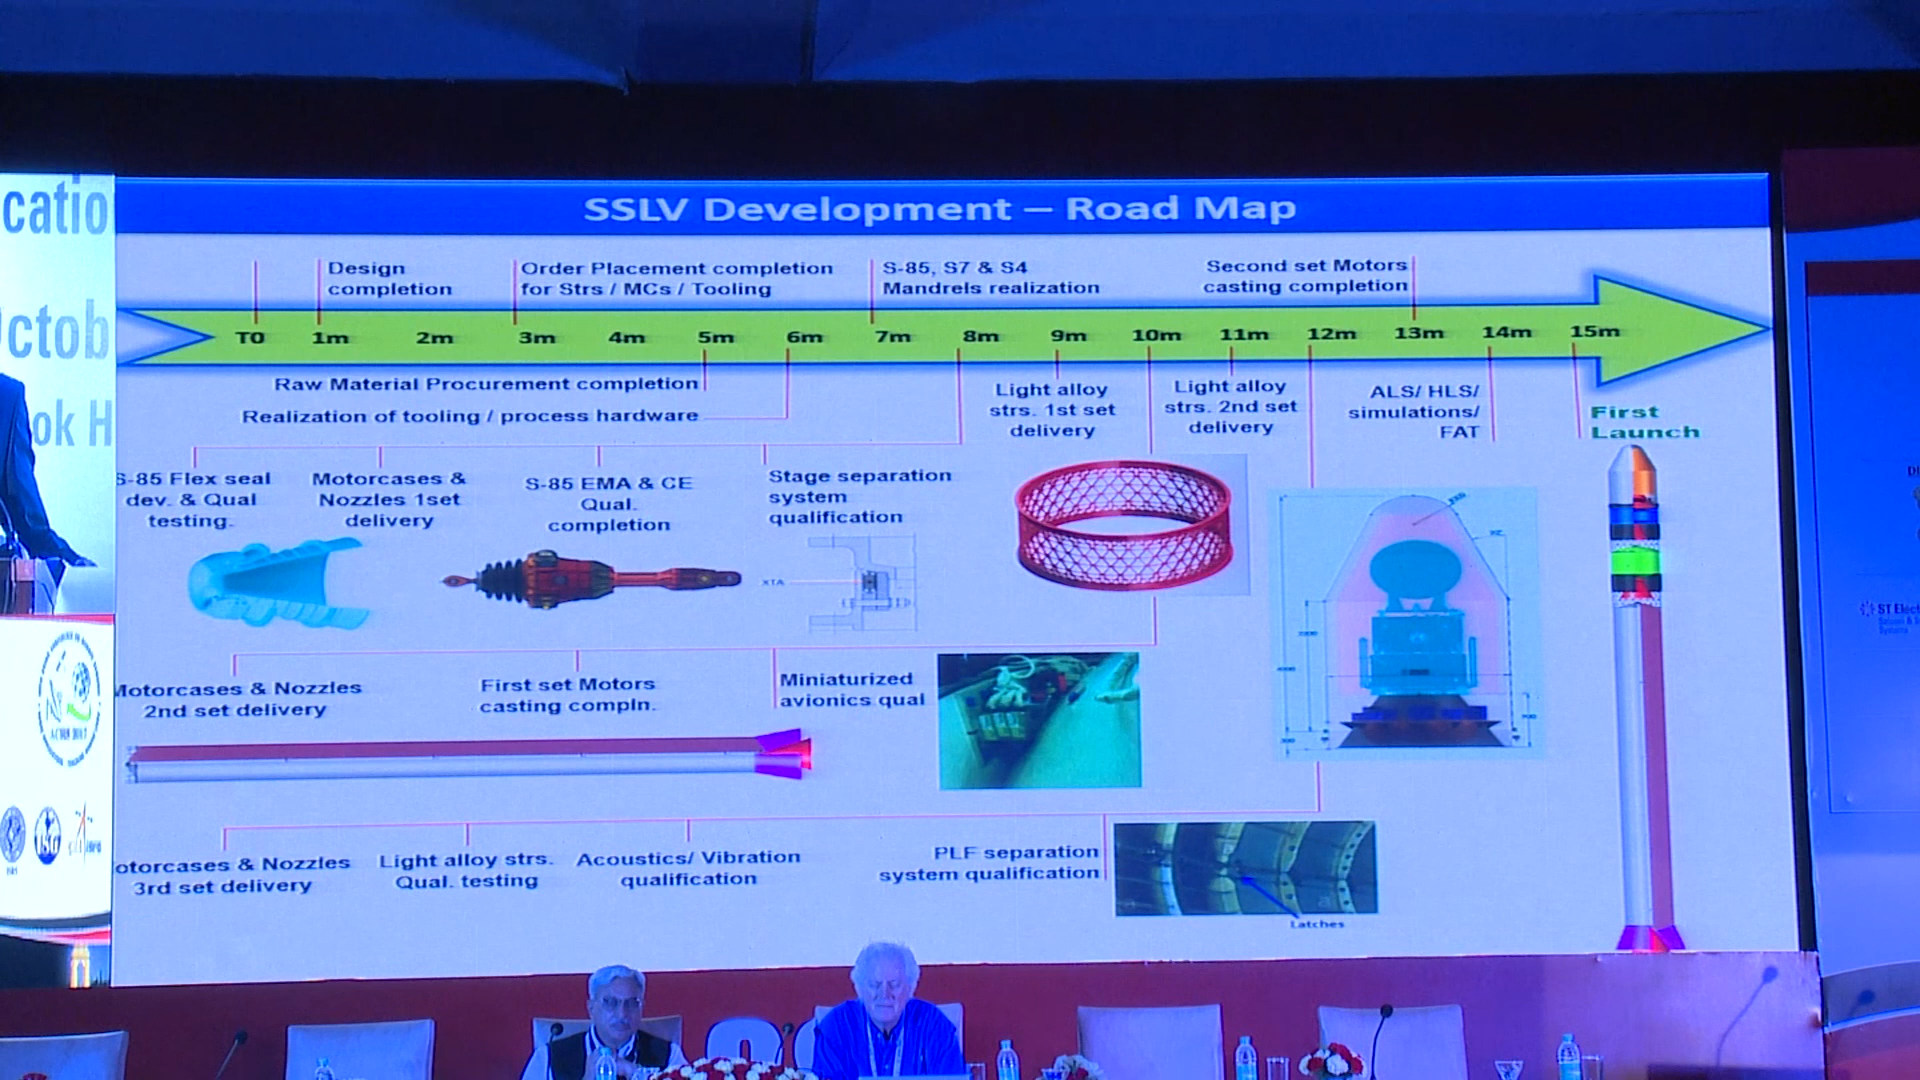 catio
ctob
ok H
SSLV Development – Road Map
Design
completion
Order Placement completion
for Strs / MCs / Tooling
S-85, S7 & S4
Mandrels realization
Second set Motors
casting completion
T0 1m 2m 3m 4m 5m 6m 7m 8m 9m 10m 11m 12m 13m 14m 15m
Raw Material Procurement completion
Realization of tooling / process hardware
Light alloy
strs. 1st set
delivery
Light alloy
strs. 2nd set
delivery
ALS/ HLS/
simulations/
FAT
First
Launch
S-85 Flex seal
dev. & Qual
testing.
Motorcases &
Nozzles 1set
delivery
S-85 EMA & CE
Qual.
completion
Stage separation
system
qualification
XTA
Motorcases & Nozzles
2nd set delivery
First set Motors
casting compln.
Miniaturized
avionics qual
otorcases & Nozzles
3rd set delivery
Light alloy strs.
Qual. testing
Acoustics/ Vibration
qualification
PLF separation
system qualification
Latches
ST Elect